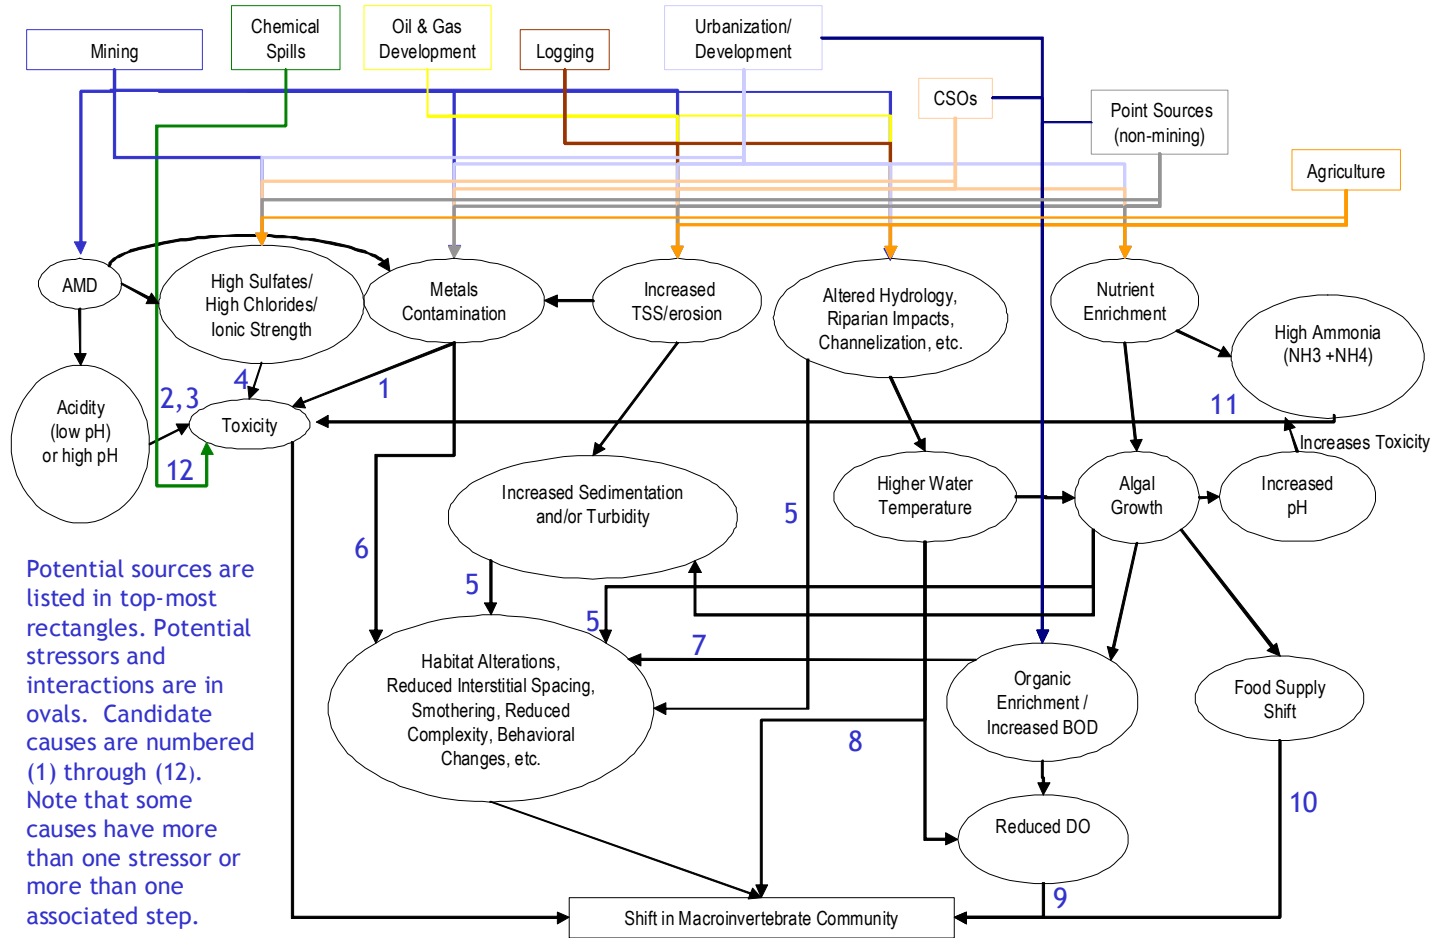 Mining
Chemical
Spills
Oil & Gas
Development
Logging
Urbanization/
Development
CSOs
Point Sources
(non-mining)
Agriculture
AMD
High Sulfates/
High Chlorides/
Ionic Strength
Metals
Contamination
Increased
TSS/erosion
Altered Hydrology,
Riparian Impacts,
Channelization, etc.
Nutrient
Enrichment
High Ammonia
(NH3 +NH4)
4
1
2,3
11
Acidity
(low pH)
or high pH
Toxicity
12
Increases Toxicity
Increased Sedimentation
and/or Turbidity
5
Higher Water
Temperature
Algal
Growth
Increased
pH
6
5
5
7
Potential sources are
listed in top-most
rectangles. Potential
stressors and
interactions are in
ovals. Candidate
causes are numbered
(1) through (12).
Note that some
causes have more
than one stressor or
more than one
associated step.
Habitat Alterations,
Reduced Interstitial Spacing,
Smothering, Reduced
Complexity, Behavioral
Changes, etc.
Organic
Enrichment /
Increased BOD
Food Supply
Shift
8
10
Reduced DO
9
Shift in Macroinvertebrate Community